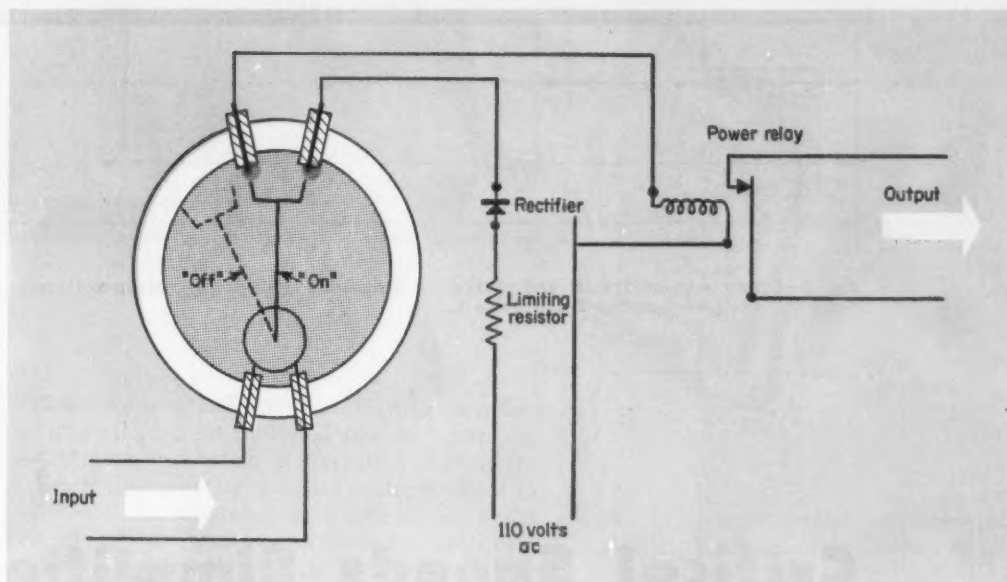 Power relay
Output
Rectifier
"Off"
"On"
Limiting
resistor
Input
110 volts
ac